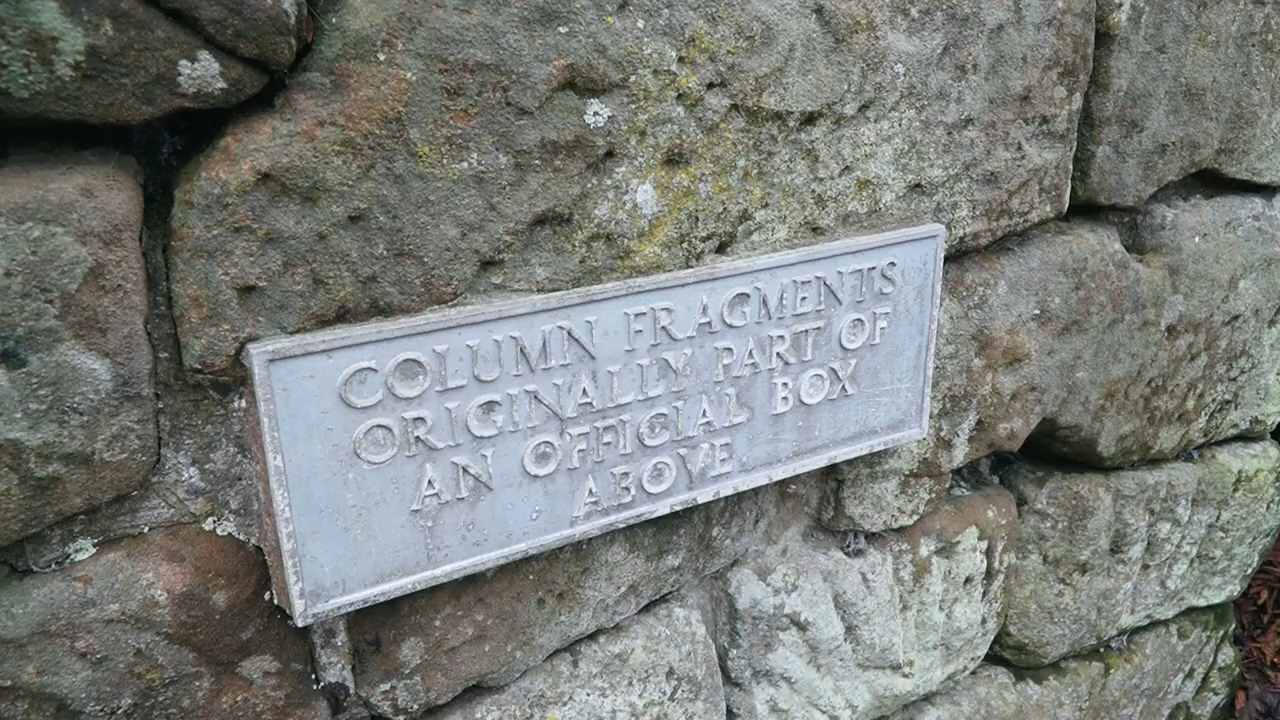 COLUMN FRAGMENTS
ORIGINALLY PART OF
AN OFFICIAL BOX
ABOVE